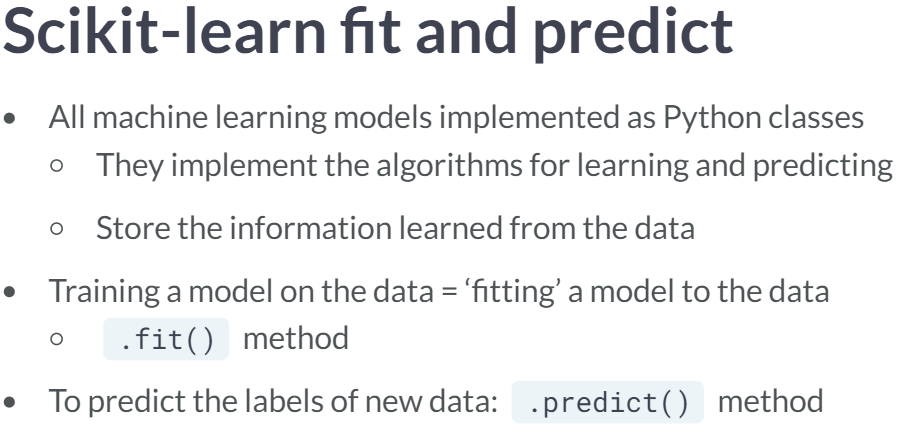 Scikit-learn fit and predict
• All machine learning models implemented as Python classes
○ They implement the algorithms for learning and predicting
○ Store the information learned from the data
• Training a model on the data = ‘fitting’ a model to the data
○ .fit() method
• To predict the labels of new data: .predict() method